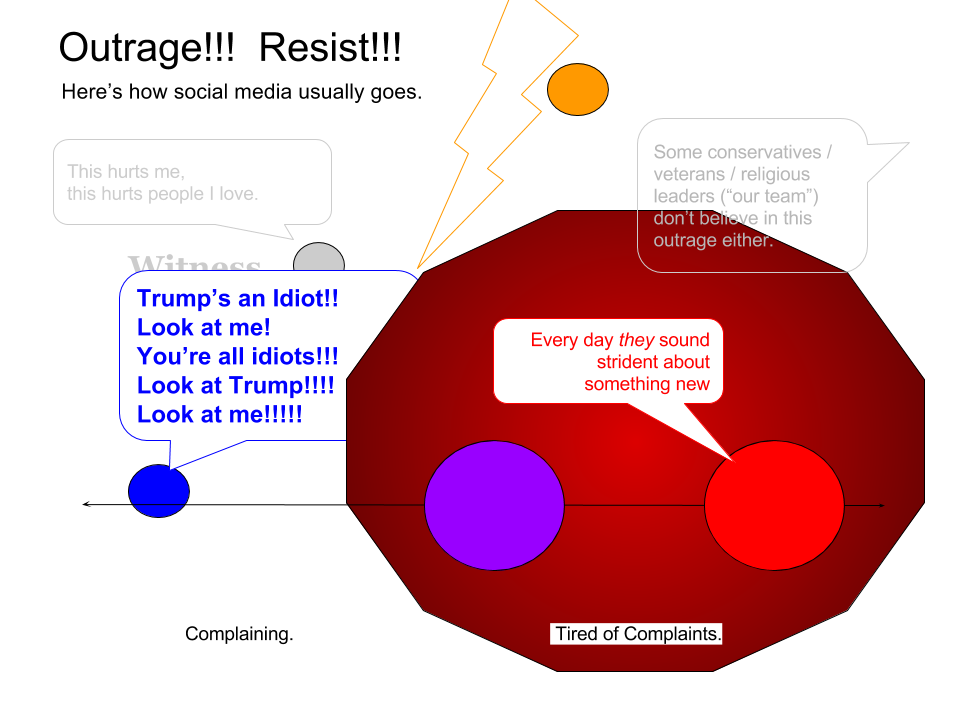 Outrage!!!  Resist!!!
Here’s how social media usually goes.
This hurts me,
this hurts people I love.
Some conservatives /
veterans / religious
leaders (“our team”)
don’t believe in this
outrage either.
Witness
Trump’s an Idiot!!
Look at me!
You’re all idiots!!!
Look at Trump!!!!
Look at me!!!!!
Every day they sound
strident about
something new
Complaining.
Tired of Complaints.